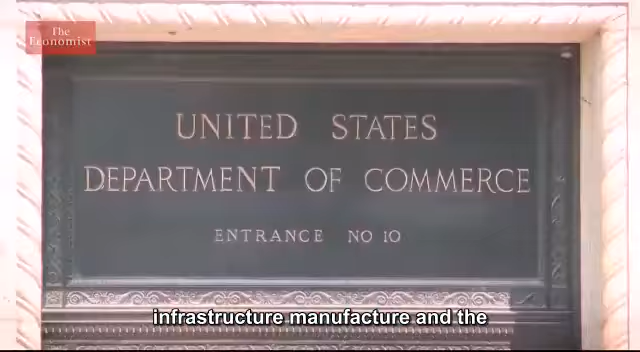 The
Economist
UNITED STATES
DEPARTMENT OF COMMERCE
ENTRANCE NO 10
infrastructure manufacture and the